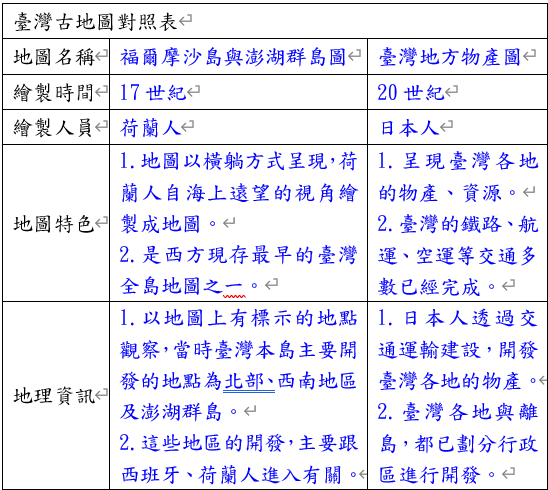 臺灣古地圖對照表
地圖名稱 福爾摩沙島與澎湖群島圖 臺灣地方物產圖
繪製時間 17 世紀 20 世紀
繪製人員 荷蘭人 日本人
地圖特色
1.地圖以橫躺方式呈現,荷
蘭人自海上遠望的視角繪
製成地圖。
2.是西方現存最早的臺灣
全島地圖之一。
1.呈現臺灣各地
的物產、資源。
2.臺灣的鐵路、航
運、空運等交通多
數已經完成。
地理資訊
1.以地圖上有標示的地點
觀察,當時臺灣本島主要開
發的地點為北部、西南地區
及澎湖群島。
2.這些地區的開發,主要跟
西班牙、荷蘭人進入有關。
1.日本人透過交
通運輸建設,開發
臺灣各地的物產。
2.臺灣各地與離
島,都已劃分行政
區進行開發。